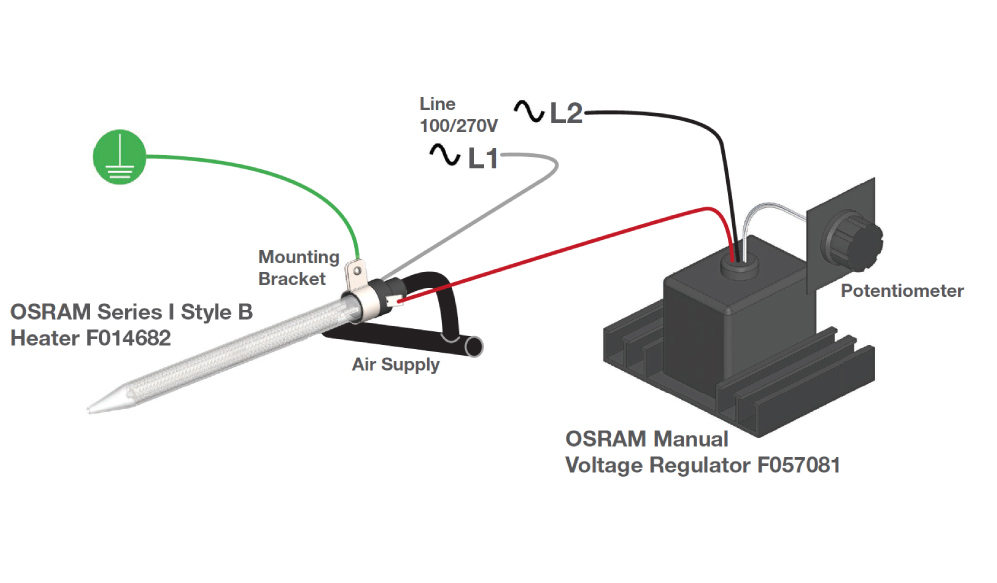 Line
100/270V
L2
L1
Mounting
Bracket
OSRAM Series I Style B
Heater F014682
Air Supply
Potentiometer
OSRAM Manual
Voltage Regulator F057081